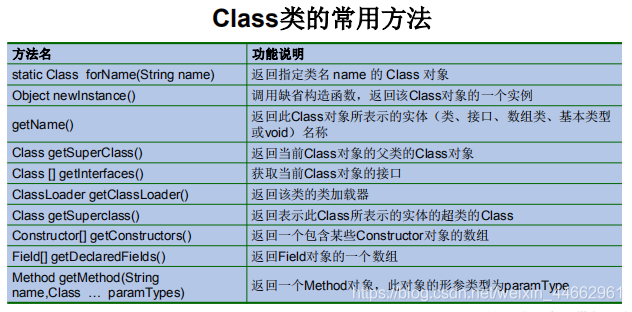 Class类的常用方法
方法名 功能说明
static Class forName(String name) 返回指定类名 name 的 Class 对象
Object newInstance() 调用缺省构造函数，返回该Class对象的一个实例
getName() 返回此Class对象所表示的实体（类、接口、数组类、基本类型
或void）名称
Class getSuperClass() 返回当前Class对象的父类的Class对象
Class [] getInterfaces() 获取当前Class对象的接口
ClassLoader getClassLoader() 返回该类的类加载器
Class getSuperclass() 返回表示此Class所表示的实体的超类的Class
Constructor[] getConstructors() 返回一个包含某些Constructor对象的数组
Field[] getDeclaredFields() 返回Field对象的一个数组
Method getMethod(String
name,Class … paramTypes) 返回一个Method对象，此对象的形参类型为paramType
https://blog.csdn.net/weixin_44662961